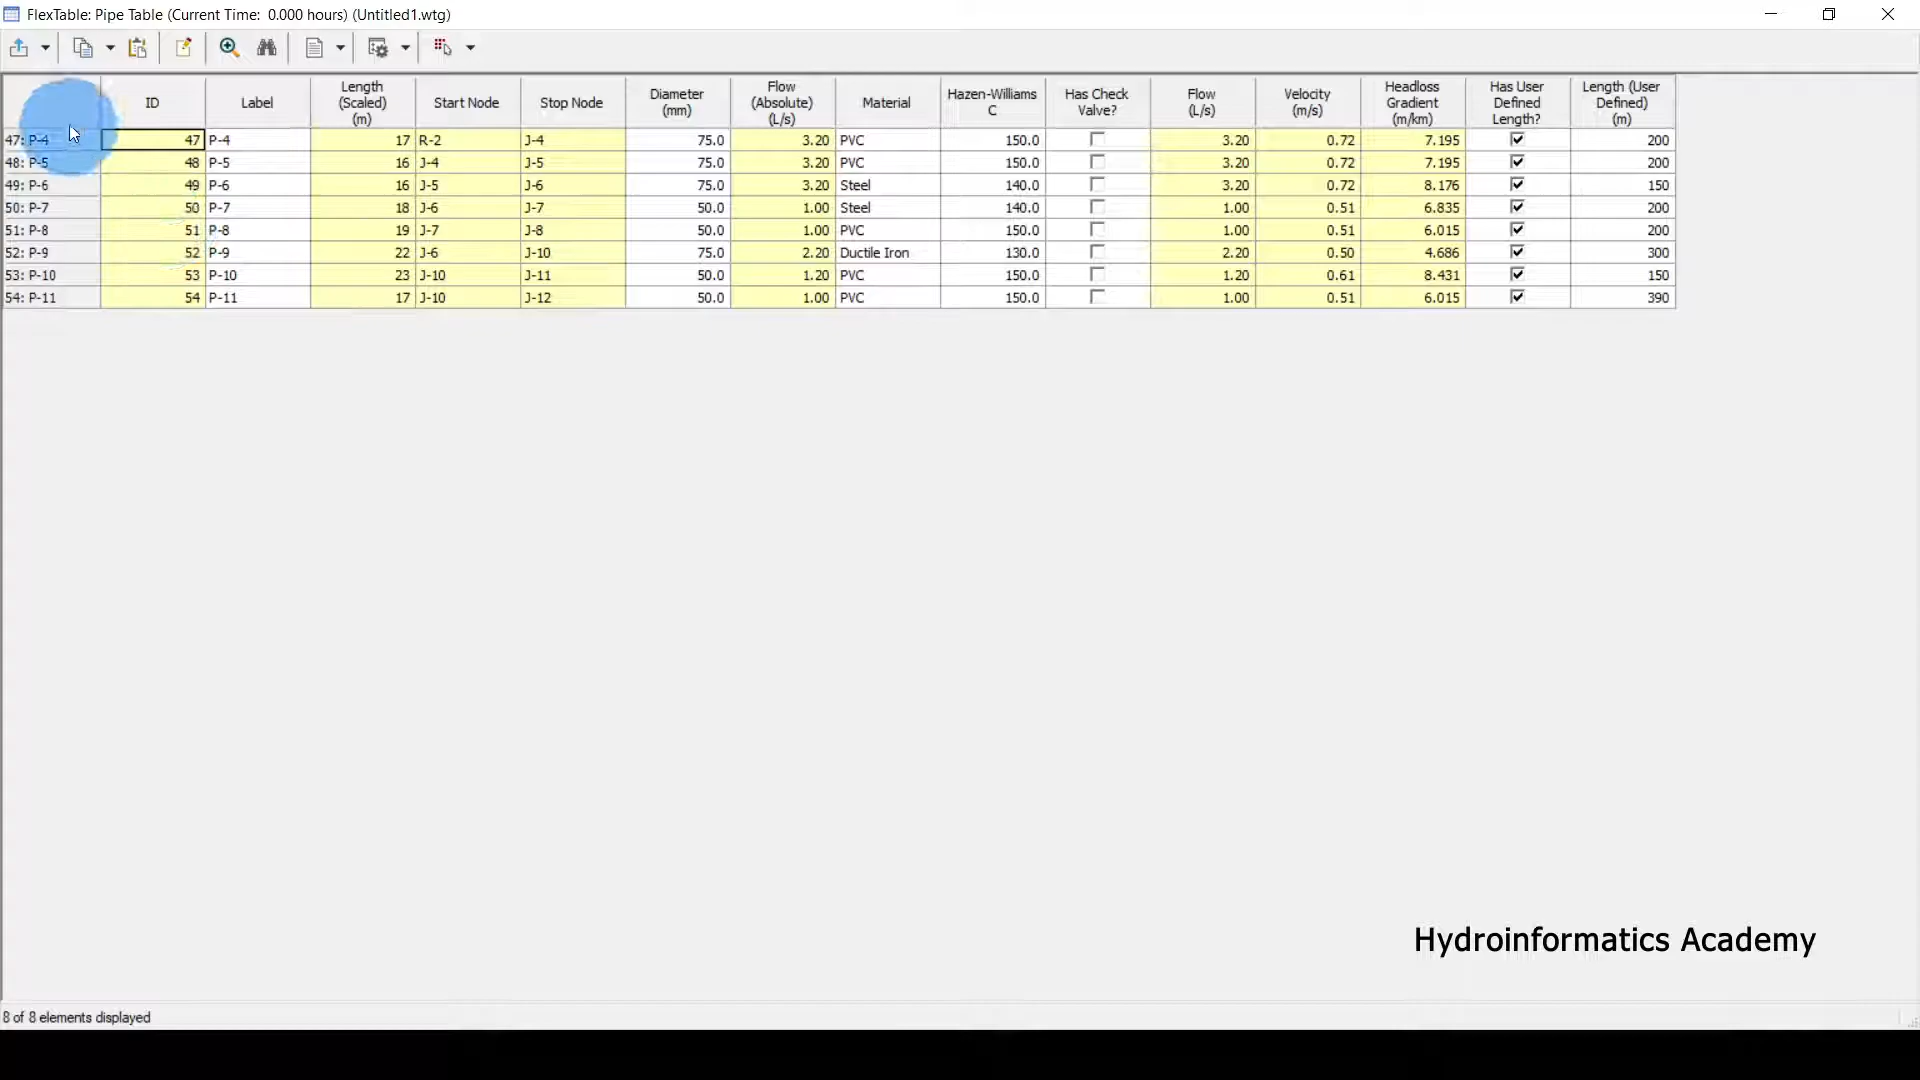 FlexTable: Pipe Table (Current Time: 0.000 hours) (Untitled1.wtg)
ID Label Length (Scaled) (m) Start Node Stop Node Diameter (mm) Flow (Absolute) (L/s) Material Hazen-Williams C Has Check Valve? Flow (L/s) Velocity (m/s) Headloss Gradient (m/km) Has User Defined Length? Length (User Defined) (m)
47: P-4 47 P-4 17 R-2 J-4 75.0 3.20 PVC 150.0 3.20 0.72 7.195 200
48: P-5 48 P-5 16 J-4 J-5 75.0 3.20 PVC 150.0 3.20 0.72 7.195 200
49: P-6 49 P-6 16 J-5 J-6 75.0 3.20 Steel 140.0 3.20 0.72 8.176 150
50: P-7 50 P-7 18 J-6 J-7 50.0 1.00 Steel 140.0 1.00 0.51 6.835 200
51: P-8 51 P-8 19 J-7 J-8 50.0 1.00 PVC 150.0 1.00 0.51 6.015 200
52: P-9 52 P-9 22 J-6 J-10 75.0 2.20 Ductile Iron 130.0 2.20 0.50 4.686 300
53: P-10 53 P-10 23 J-10 J-11 50.0 1.20 PVC 150.0 1.20 0.61 8.431 150
54: P-11 54 P-11 17 J-10 J-12 50.0 1.00 PVC 150.0 1.00 0.51 6.015 390
Hydroinformatics Academy
8 of 8 elements displayed